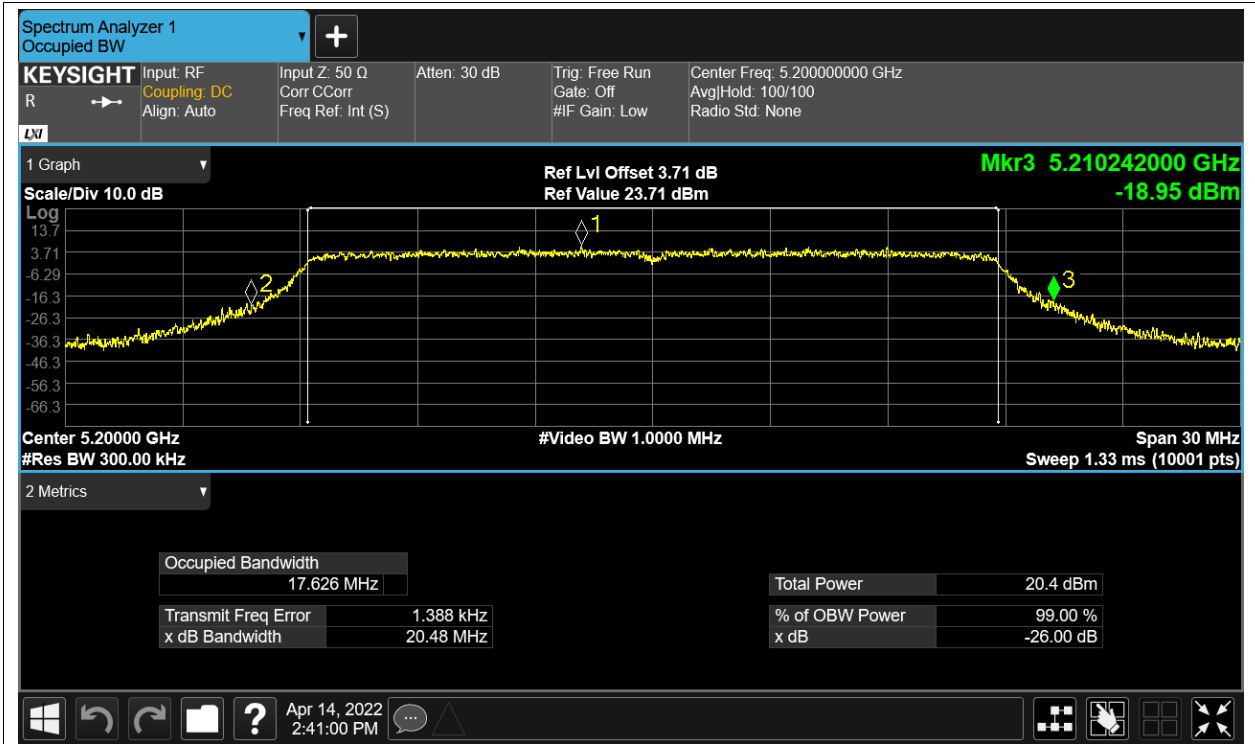 Spectrum Analyzer 1
Occupied BW
KEYSIGHT
R
LXI
Input: RF
Coupling: DC
Align: Auto
Input Z: 50 Ω
Corr CCorr
Freq Ref: Int (S)
Atten: 30 dB
Trig: Free Run
Gate: Off
#IF Gain: Low
Center Freq: 5.200000000 GHz
Avg|Hold: 100/100
Radio Std: None
1 Graph
Scale/Div 10.0 dB
Ref Lvl Offset 3.71 dB
Ref Value 23.71 dBm
Mkr3 5.210242000 GHz
-18.95 dBm
Log
13.7
3.71
-6.29
-16.3
-26.3
-36.3
-46.3
-56.3
-66.3
1
2
3
Center 5.20000 GHz
#Video BW 1.0000 MHz
Span 30 MHz
#Res BW 300.00 kHz
Sweep 1.33 ms (10001 pts)
2 Metrics
Occupied Bandwidth
17.626 MHz
Total Power 20.4 dBm
Transmit Freq Error 1.388 kHz
% of OBW Power 99.00 %
x dB Bandwidth 20.48 MHz
x dB -26.00 dB
?
Apr 14, 2022
2:41:00 PM